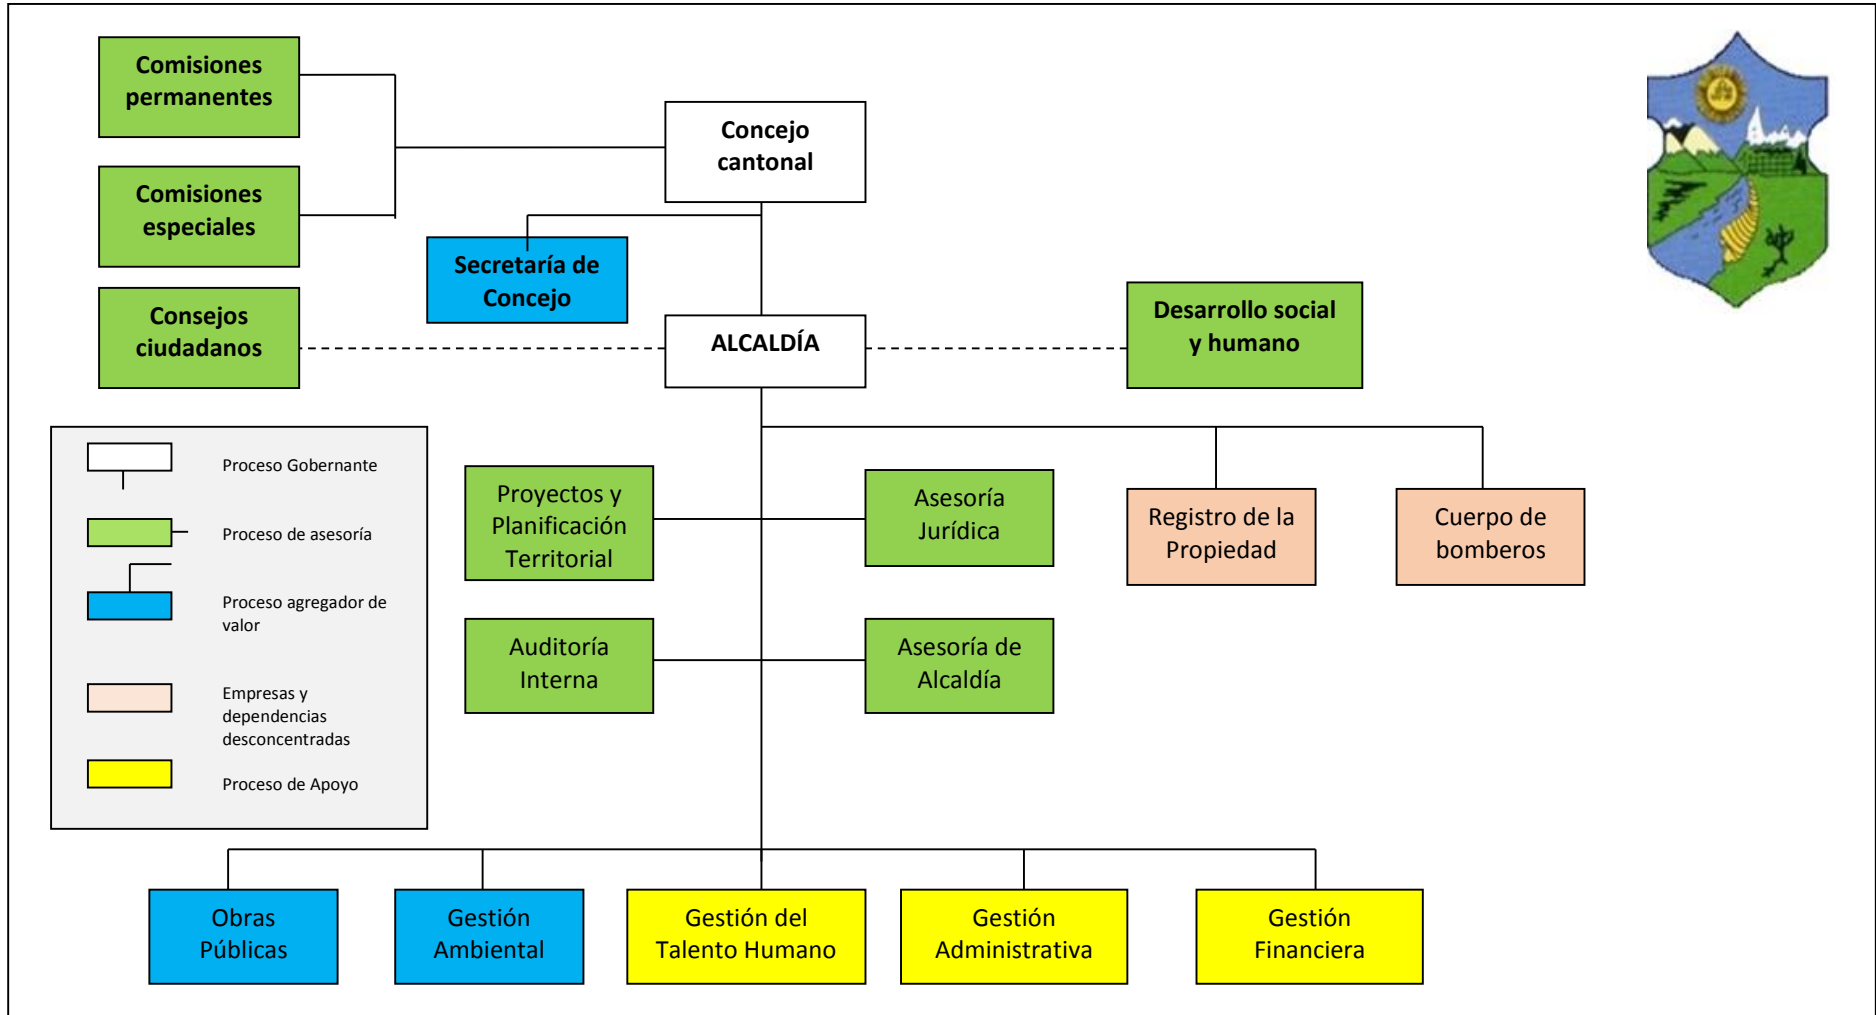 Comisiones
permanentes
Concejo
cantonal
Comisiones
especiales
Secretaría de
Concejo
Consejos
ciudadanos
ALCALDÍA
Desarrollo social
y humano
Proceso Gobernante
Proceso de asesoría
Proceso agregador de
valor
Empresas y
dependencias
desconcentradas
Proceso de Apoyo
Proyectos y
Planificación
Territorial
Asesoría
Jurídica
Registro de la
Propiedad
Cuerpo de
bomberos
Auditoría
Interna
Asesoría de
Alcaldía
Obras
Públicas
Gestión
Ambiental
Gestión del
Talento Humano
Gestión
Administrativa
Gestión
Financiera